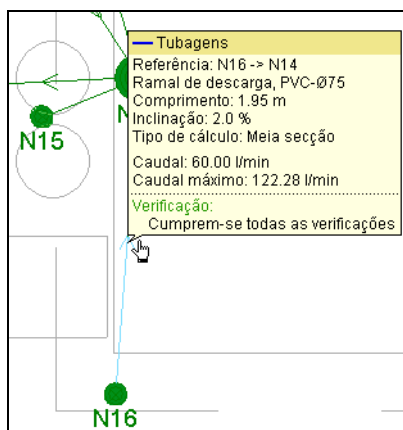 Tubagens
Referência: N16 -> N14
Ramal de descarga, PVC-Ø75
Comprimento: 1.95 m
Inclinação: 2.0 %
Tipo de cálculo: Meia secção
Caudal: 60.00 l/min
Caudal máximo: 122.28 l/min
Verificação:
Cumprem-se todas as verificações
N15
N
N16